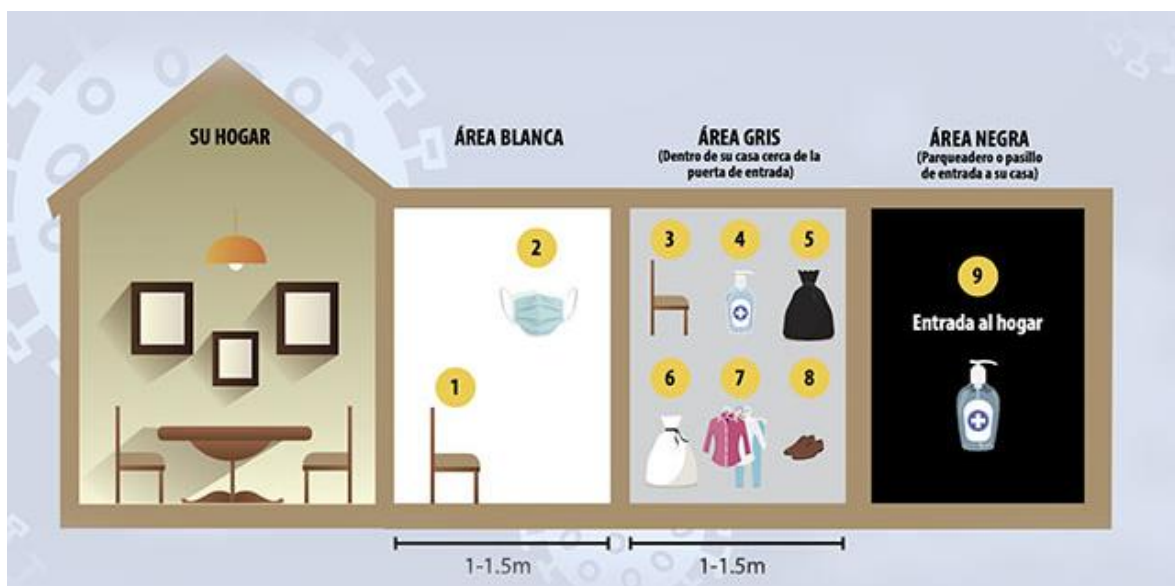 SU HOGAR
ÁREA BLANCA
ÁREA GRIS
(Dentro de su casa cerca de la
puerta de entrada)
ÁREA NEGRA
(Parqueadero o pasillo
de entrada a su casa)
2
3
4
5
9
Entrada al hogar
1
6
7
8
1-1.5m
1-1.5m